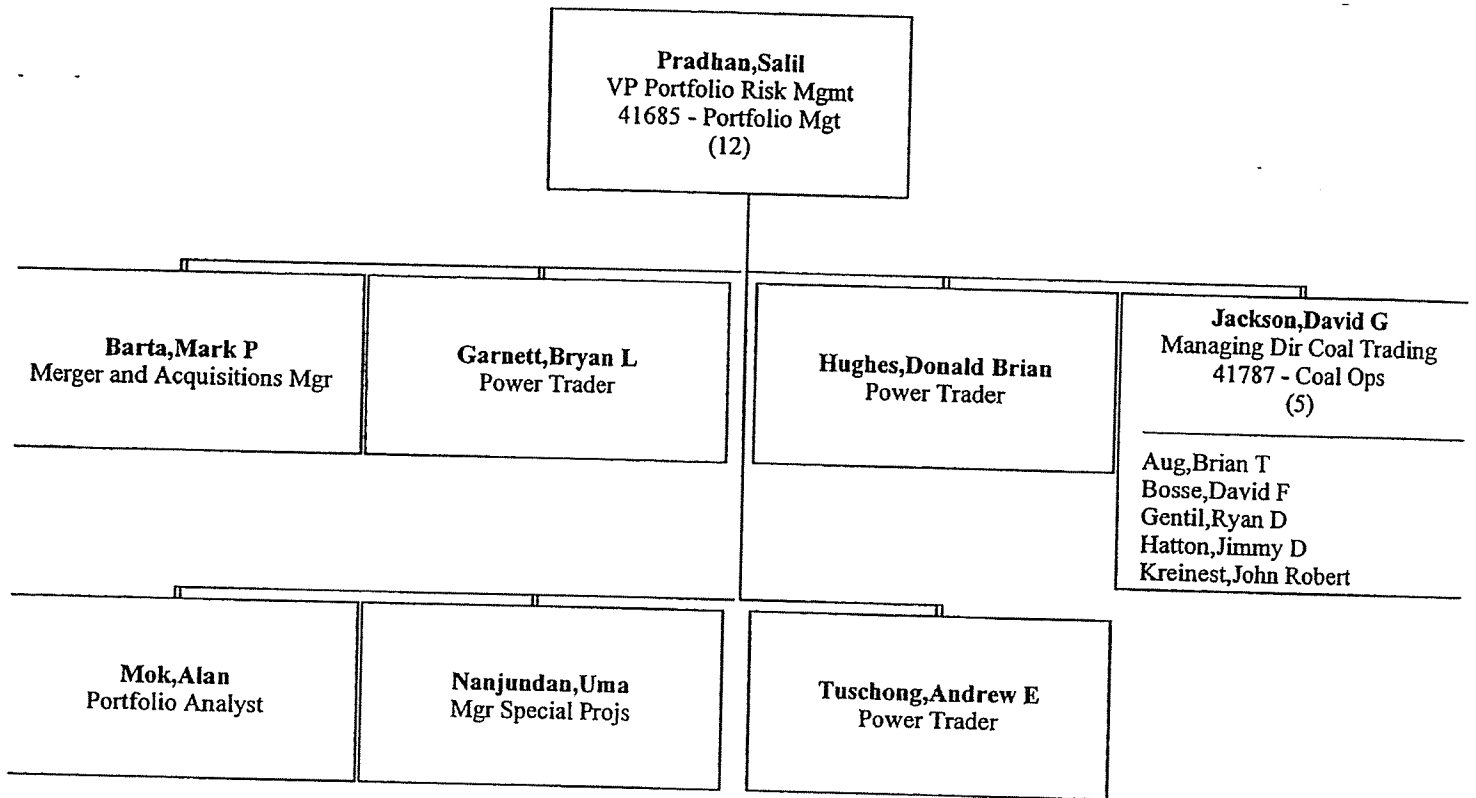 Pradhan,Salil
VP Portfolio Risk Mgmt
41685 - Portfolio Mgt
(12)
Barta,Mark P
Merger and Acquisitions Mgr
Garnett,Bryan L
Power Trader
Hughes,Donald Brian
Power Trader
Jackson,David G
Managing Dir Coal Trading
41787 - Coal Ops
(5)
Aug,Brian T
Bosse,David F
Gentil,Ryan D
Hatton,Jimmy D
Kreinest,John Robert
Mok,Alan
Portfolio Analyst
Nanjundan,Uma
Mgr Special Projs
Tuschong,Andrew E
Power Trader